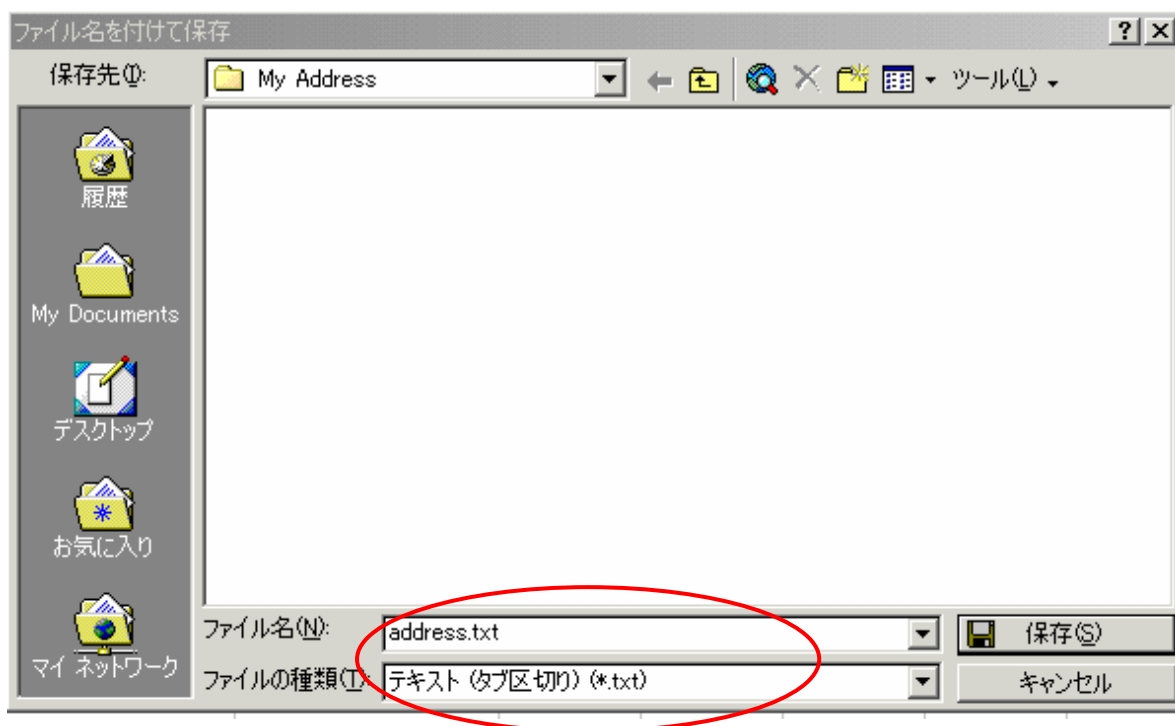 ファイル名を付けて保存
保存先(I):
My Address
ツール(L)
履歴
My Documents
デスクトップ
お気に入り
マイ ネットワーク
ファイル名(N):
address.txt
保存(S)
ファイルの種類(T):
テキスト (タブ区切り) (*.txt)
キャンセル